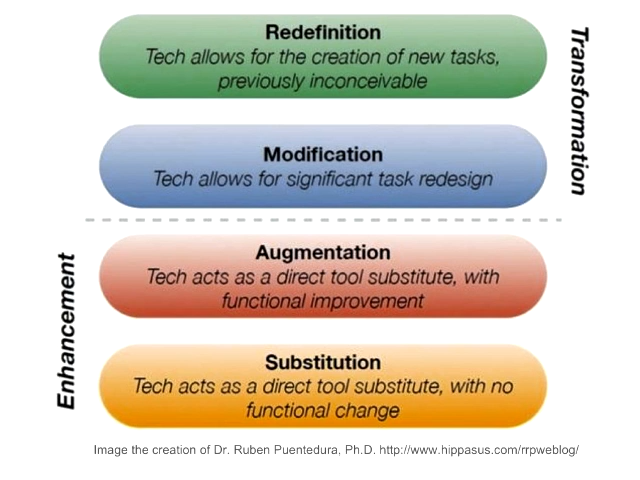 Redefinition
Tech allows for the creation of new tasks,
previously inconceivable
Transformation
Modification
Tech allows for significant task redesign
Augmentation
Tech acts as a direct tool substitute, with
functional improvement
Enhancement
Substitution
Tech acts as a direct tool substitute, with no
functional change
Image the creation of Dr. Ruben Puentedura, Ph.D. http://www.hippasus.com/rrpweblog/